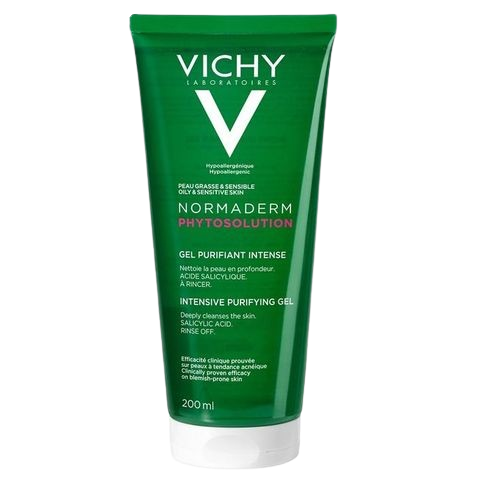 VICHY
LABORATOIRES
V
Hypoallergénique
Hypoallergenic
PEAU GRASSE & SENSIBLE
OILY & SENSITIVE SKIN
NORMADERM
PHYTOSOLUTION
GEL PURIFIANT INTENSE
Nettoie la peau en profondeur.
ACIDE SALICYLIQUE.
À RINCER.
INTENSIVE PURIFYING GEL
Deeply cleanses the skin.
SALICYLIC ACID.
RINSE OFF.
Efficacité clinique prouvée
sur peaux à tendance acnéique
Clinically proven efficacy
on blemish-prone skin
200 ml